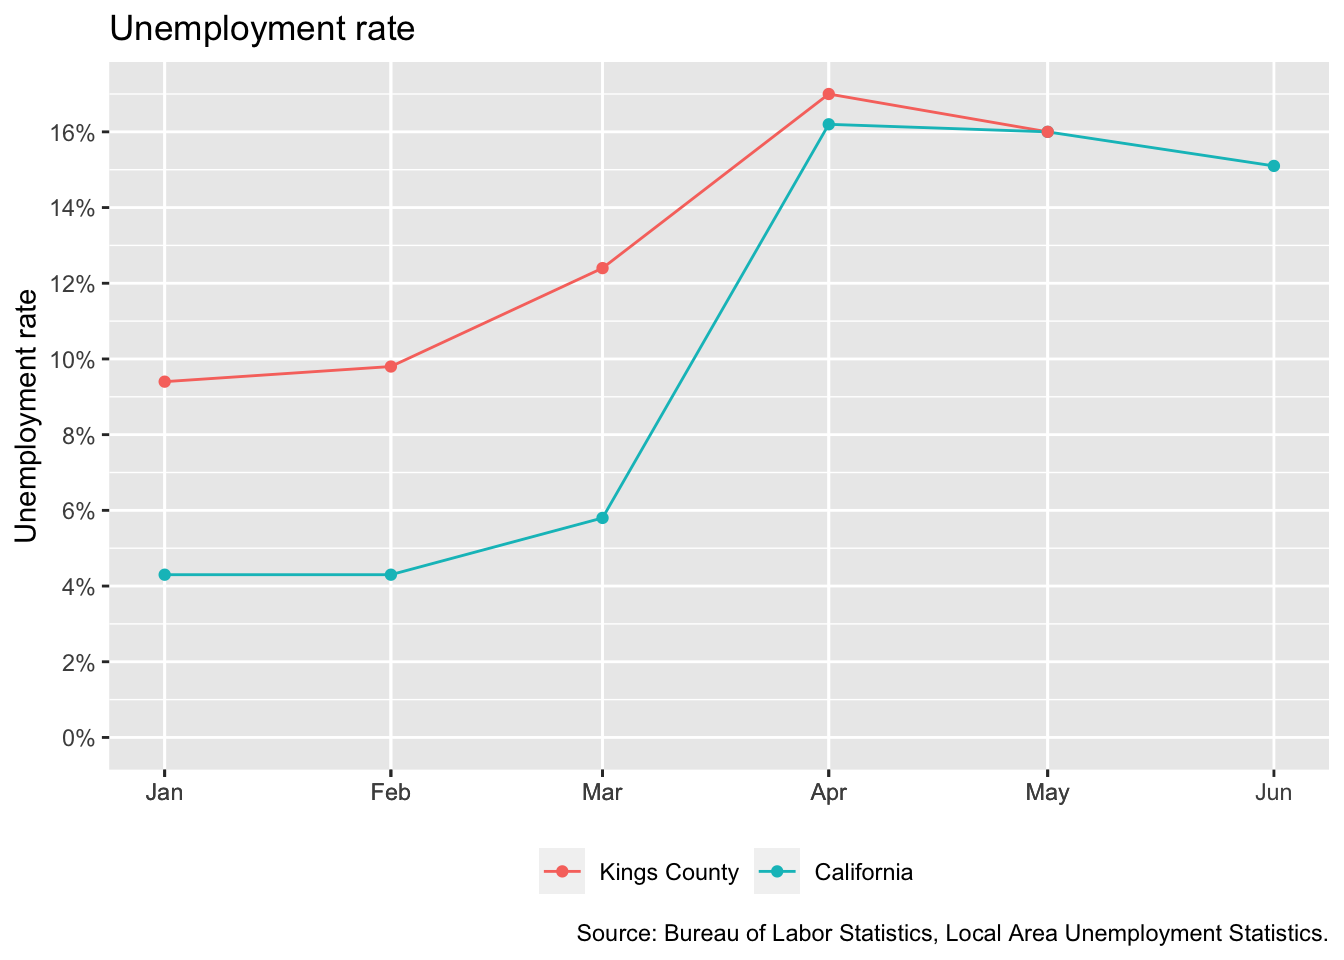 Unemployment rate
Unemployment rate
16%
14%
12%
10%
8%
6%
4%
2%
0%
Jan Feb Mar Apr May Jun
Kings County California
Source: Bureau of Labor Statistics, Local Area Unemployment Statistics.